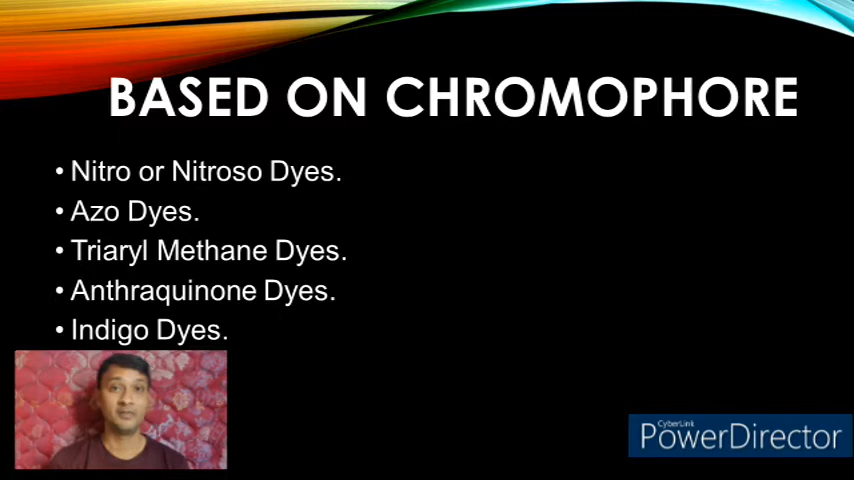 BASED ON CHROMOPHORE
• Nitro or Nitroso Dyes.
• Azo Dyes.
• Triaryl Methane Dyes.
• Anthraquinone Dyes.
• Indigo Dyes.
CyberLink
PowerDirector